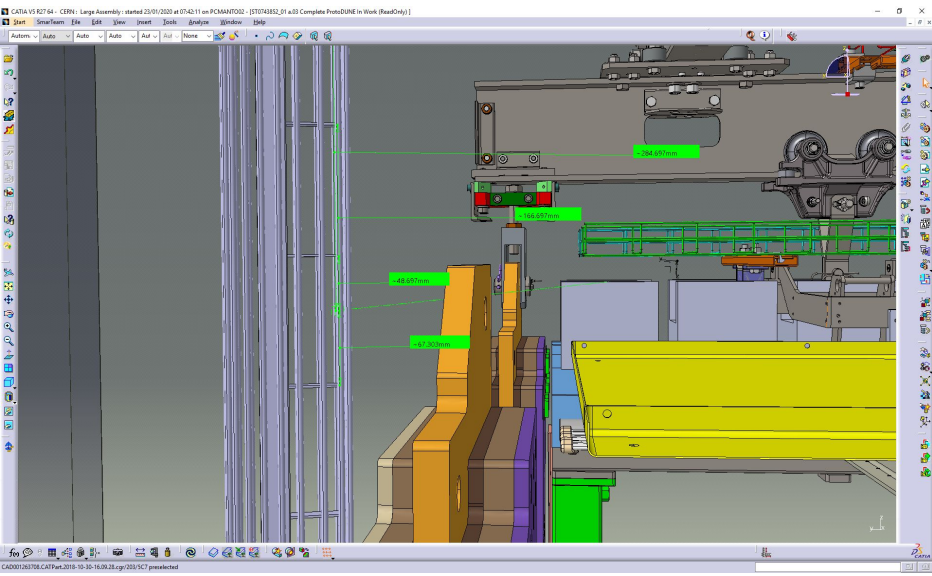 CATIA V5 R27 64 - CERN : Large Assembly : started 23/01/2020 at 07:42:11 on PCMANTO02 - [ST0743852_01 a.03 Complete ProtoDUNE In Work (ReadOnly) ]
Start SmarTeam File Edit View Insert Tools Analyze Window Help
Autom Auto Auto Auto Aut Aut None
~284.697mm
~166.697mm
~48.697mm
~67.303mm
CATIA
CAD001263708.CATPart.2018-10-30-16.09.28.cgr/203/5C7 preselected